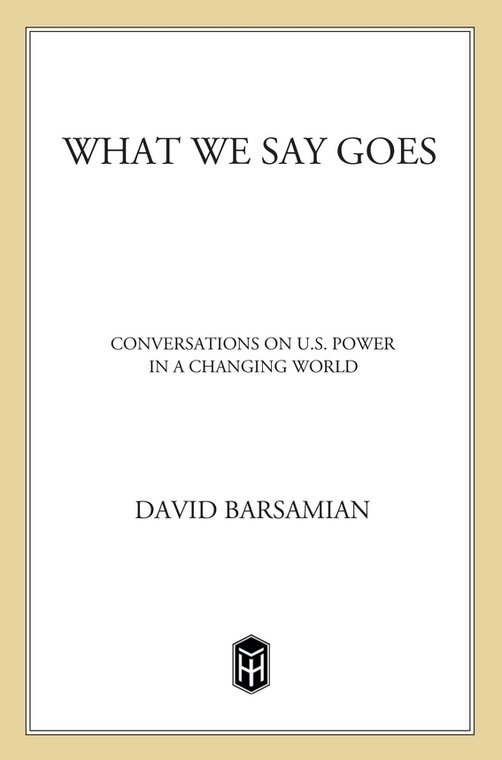 WHAT WE SAY GOES
CONVERSATIONS ON U.S. POWER
IN A CHANGING WORLD
DAVID BARSAMIAN